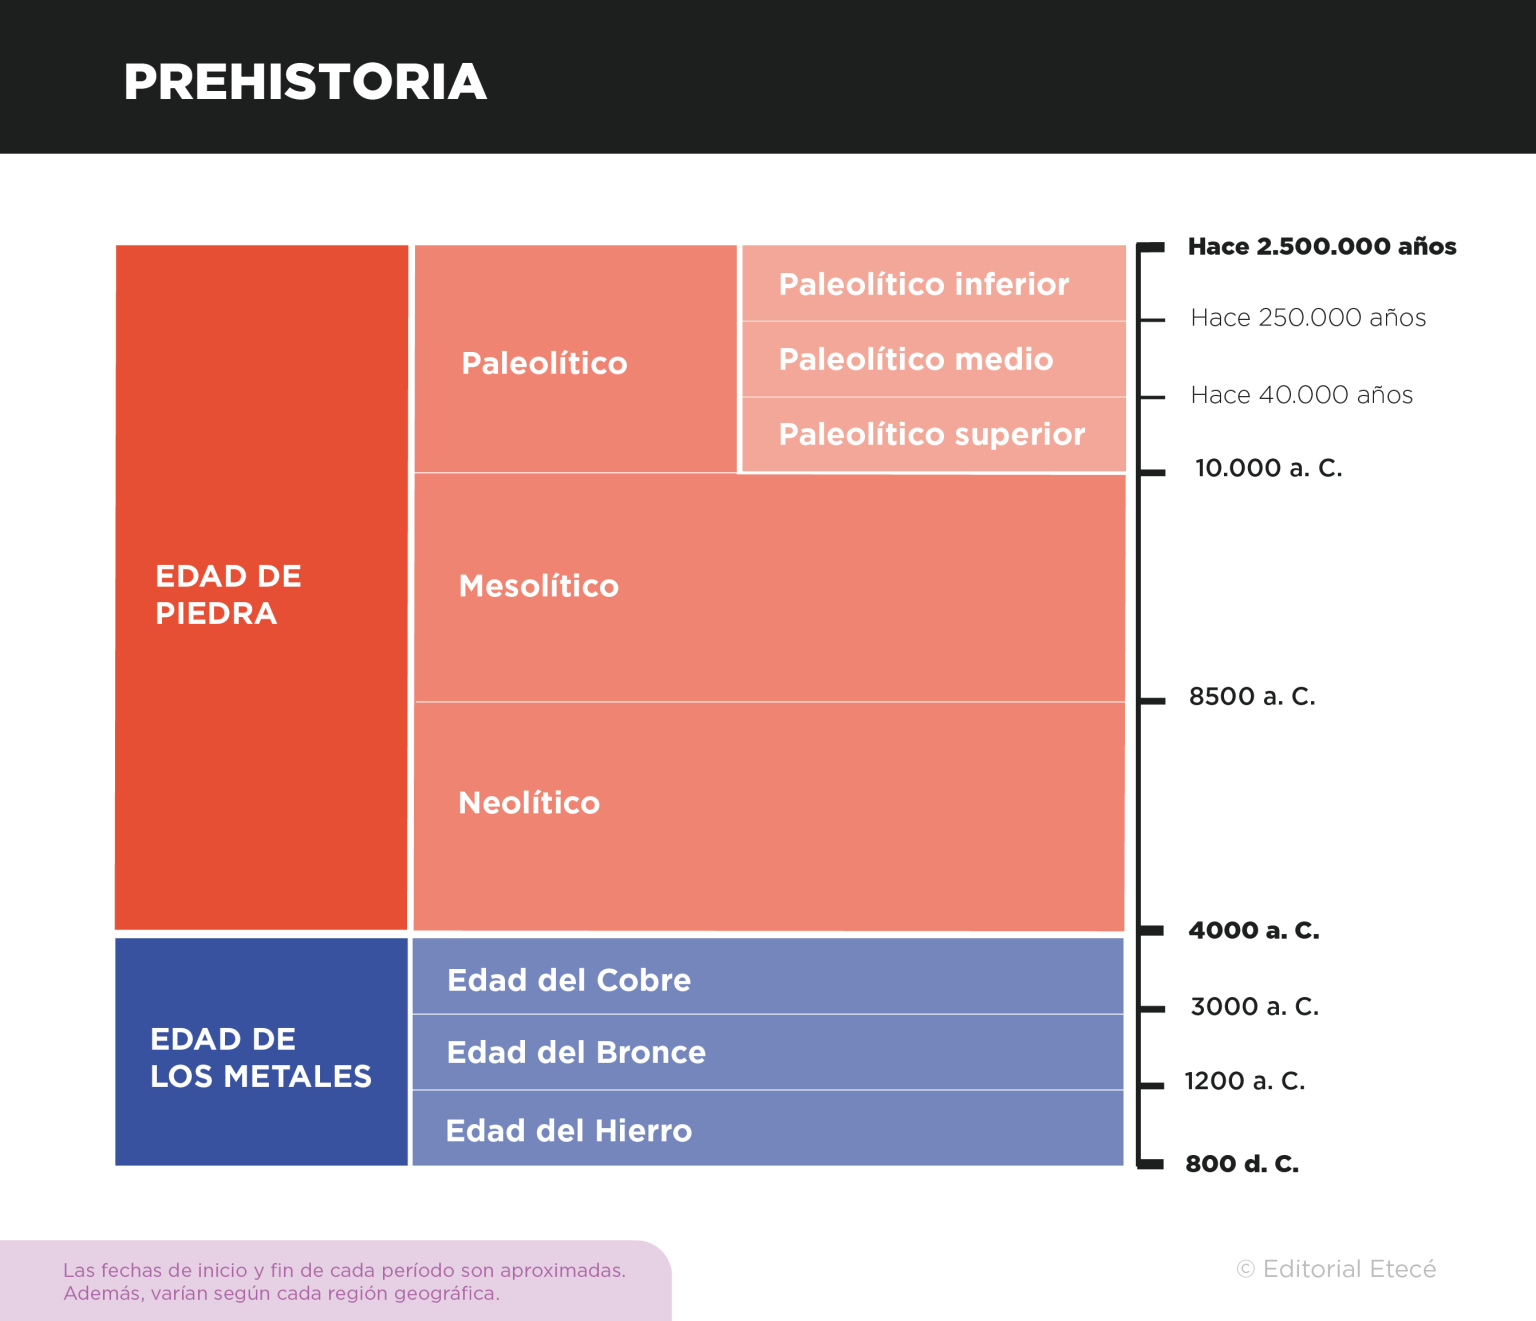 PREHISTORIA
Hace 2.500.000 años
Paleolítico inferior
Hace 250.000 años
Paleolítico medio
Paleolítico
Hace 40.000 años
Paleolítico superior
10.000 a. C.
EDAD DE
PIEDRA
Mesolítico
8500 a. C.
Neolítico
4000 a. C.
Edad del Cobre
3000 a. C.
EDAD DE
LOS METALES
Edad del Bronce
1200 a. C.
Edad del Hierro
800 d. C.
Las fechas de inicio y fin de cada período son aproximadas.
Además, varían según cada región geográfica.
© Editorial Etecé